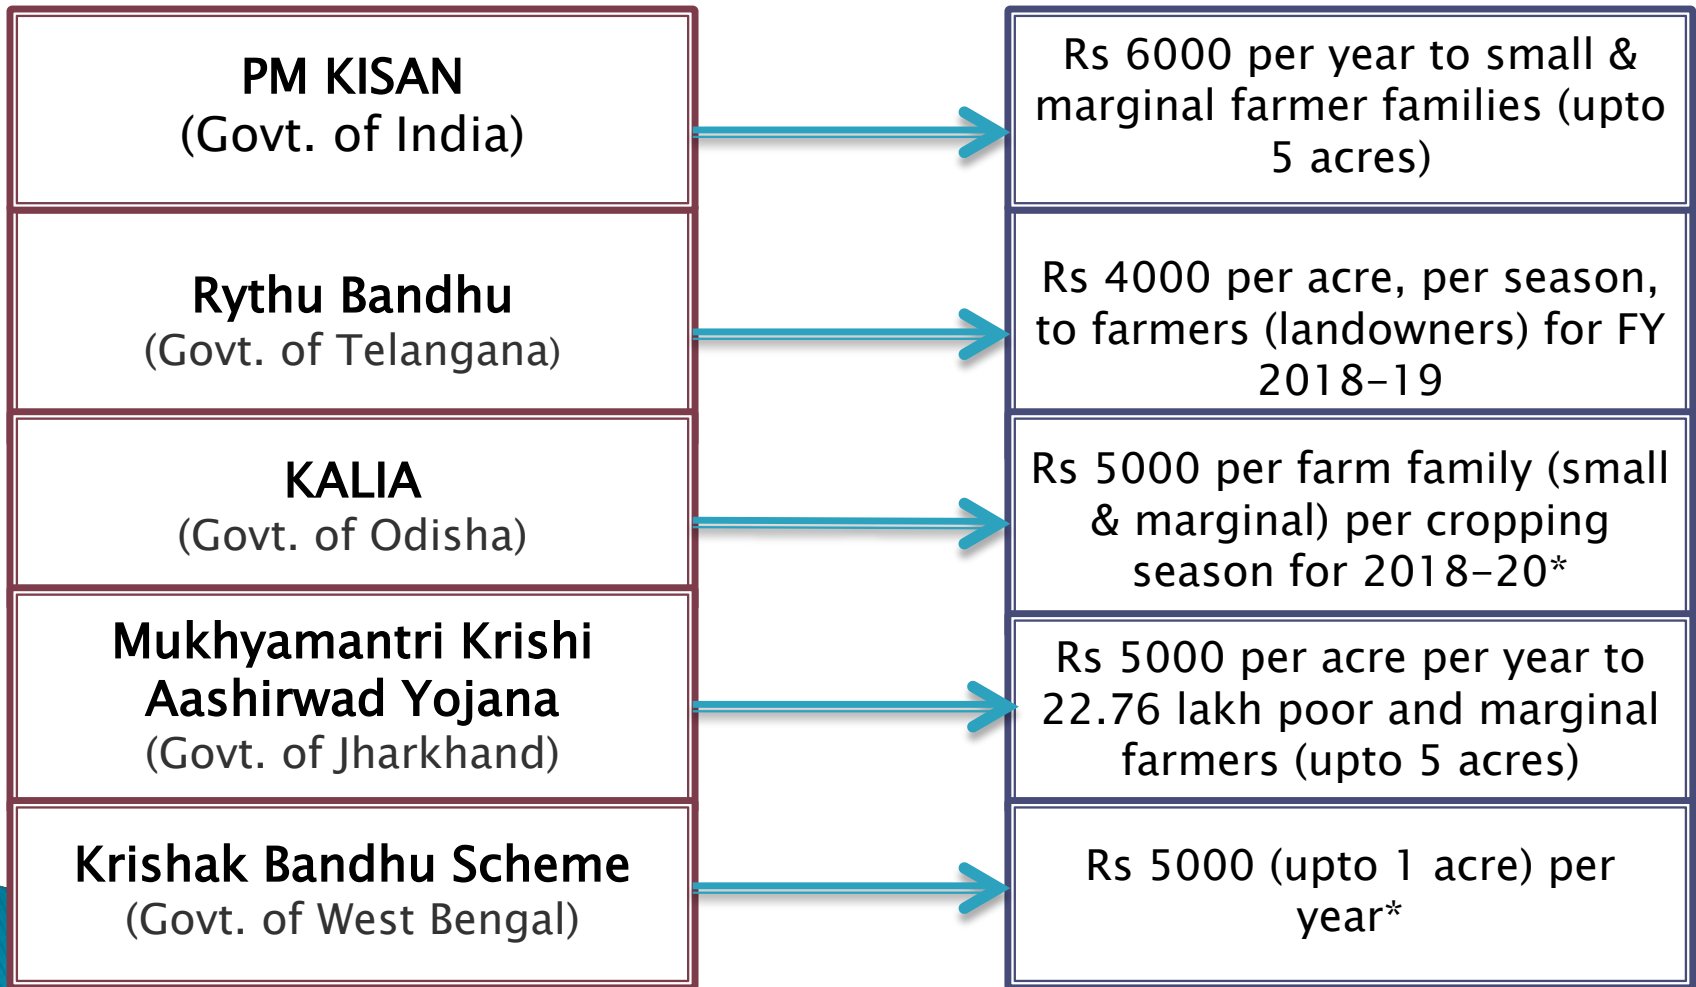 PM KISAN
(Govt. of India)
Rs 6000 per year to small &
marginal farmer families (upto
5 acres)
Rythu Bandhu
(Govt. of Telangana)
Rs 4000 per acre, per season,
to farmers (landowners) for FY
2018-19
KALIA
(Govt. of Odisha)
Rs 5000 per farm family (small
& marginal) per cropping
season for 2018-20*
Mukhyamantri Krishi
Aashirwad Yojana
(Govt. of Jharkhand)
Rs 5000 per acre per year to
22.76 lakh poor and marginal
farmers (upto 5 acres)
Krishak Bandhu Scheme
(Govt. of West Bengal)
Rs 5000 (upto 1 acre) per
year*